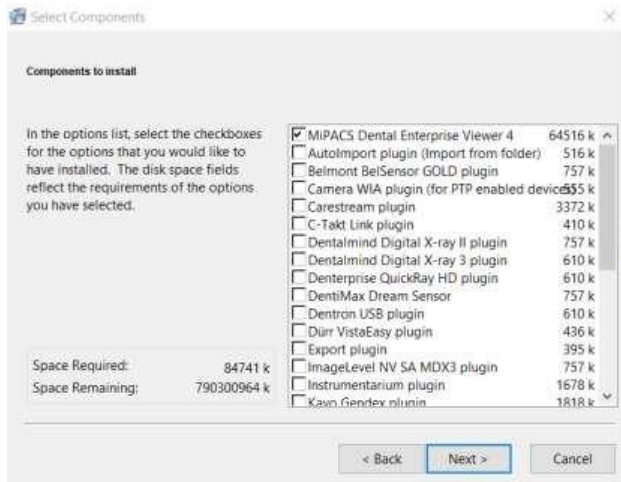 Select Components
Components to install
In the options list, select the checkboxes
for the options that you would like to
have installed. The disk space fields
reflect the requirements of the options
you have selected.
MiPACS Dental Enterprise Viewer 4 64516 k
AutoImport plugin (Import from folder) 516 k
Belmont BelSensor GOLD plugin 757 k
Camera WIA plugin (for PTP enabled devices) 555 k
Carestream plugin 3372 k
C-Takt Link plugin 410 k
Dentalmind Digital X-ray II plugin 757 k
Dentalmind Digital X-ray 3 plugin 610 k
Denterprise QuickRay HD plugin 610 k
DentiMax Dream Sensor 757 k
Dentron USB plugin 610 k
Dürr VistaEasy plugin 436 k
Export plugin 395 k
ImageLevel NV SA MDX3 plugin 757 k
Instrumentarium plugin 1678 k
Kavo Gendex plugin 1818 k
Space Required: 84741 k
Space Remaining: 790300964 k
< Back Next > Cancel